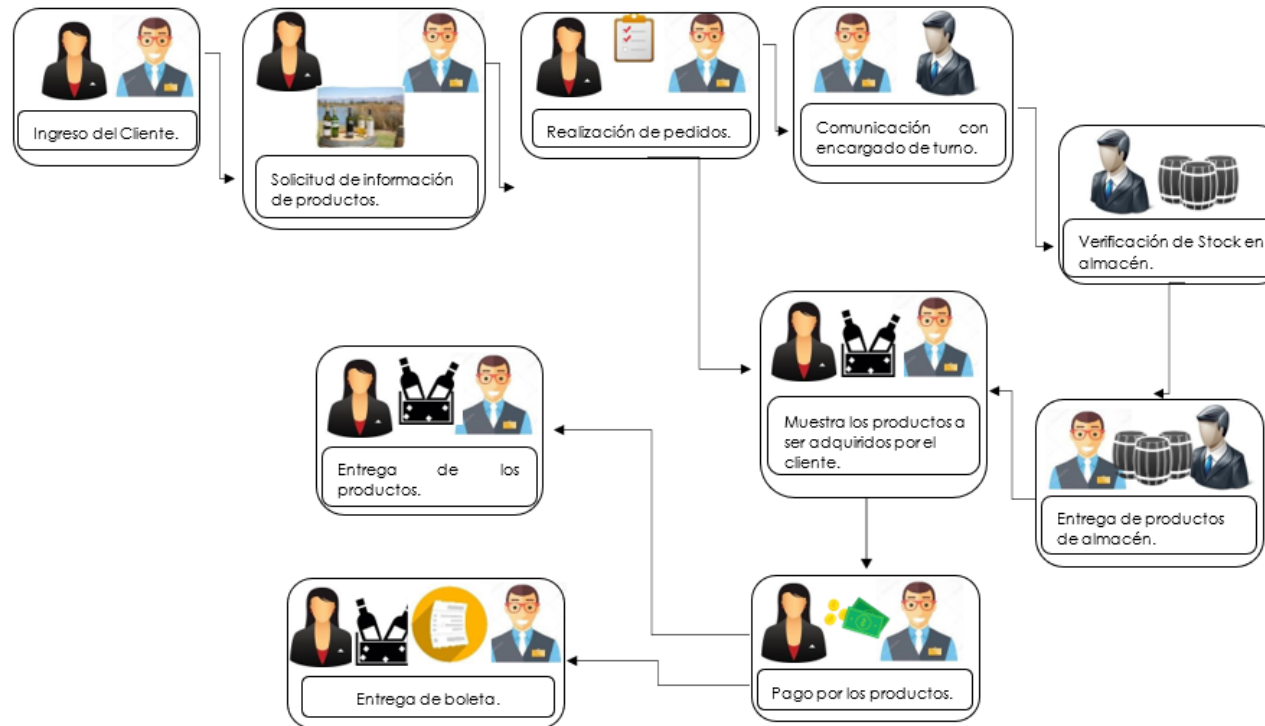 Ingreso del Cliente.
Solicitud de información
de productos.
Realización de pedidos.
Comunicación con
encargado de turno.
Verificación de Stock en
almacén.
Muestra los productos a
ser adquiridos por el
cliente.
Entrega de los
productos.
Entrega de productos
de almacén.
Entrega de boleta.
Pago por los productos.